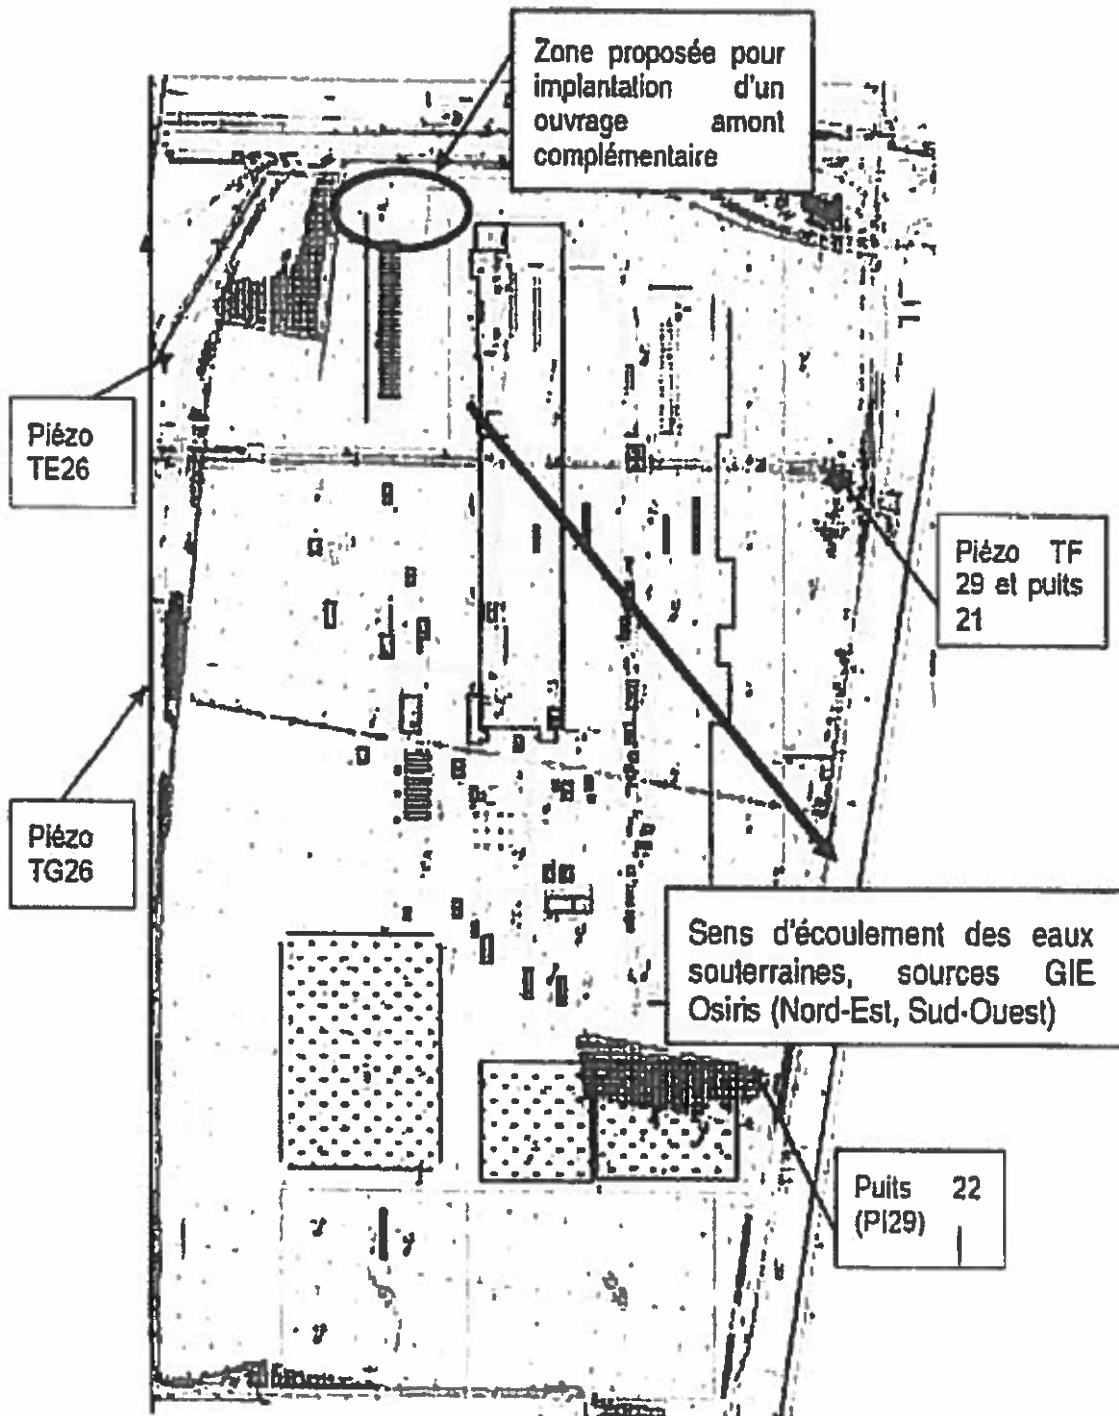 Zone proposée pour
implantation d'un
ouvrage amont
complémentaire
Piézo
TE26
Piézo TF
29 et puits
21
Piézo
TG26
Sens d'écoulement des eaux
souterraines, sources GIE
Osiris (Nord-Est, Sud-Ouest)
Puits 22
(PI29)